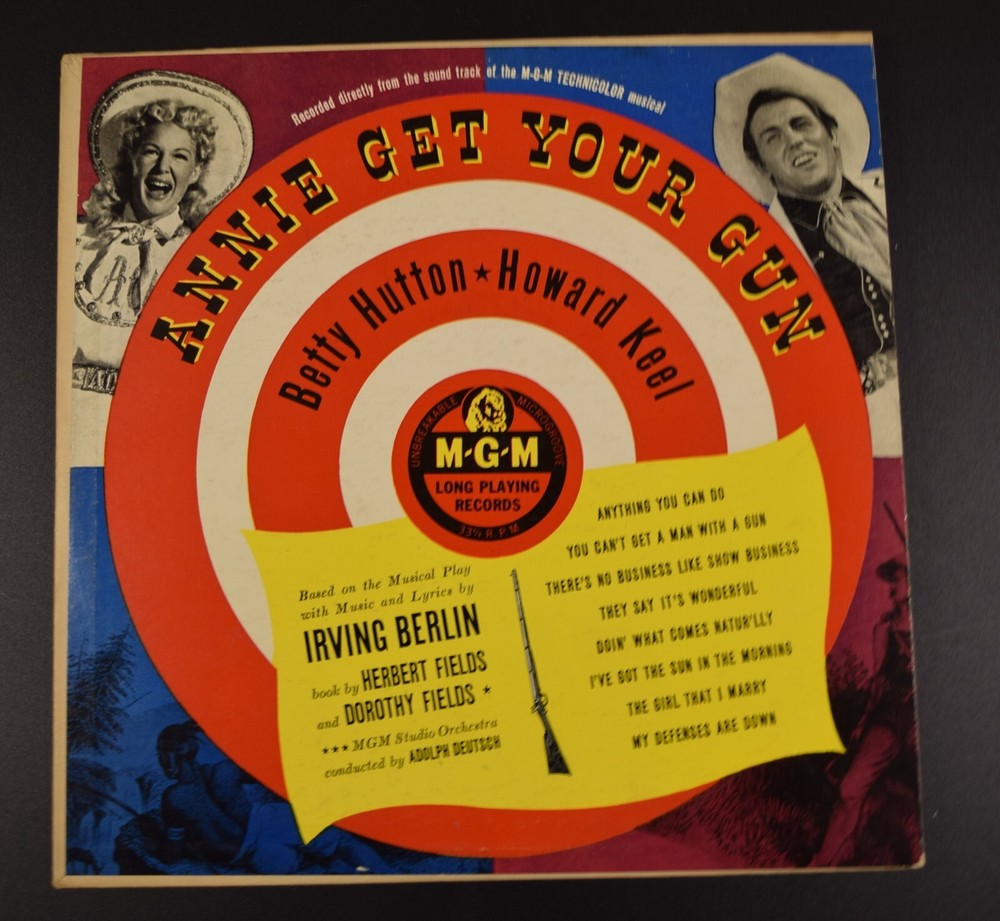 Recorded directly from the sound track of the M-G-M TECHNICOLOR musical
ANNIE GET YOUR GUN
Betty Hutton ★ Howard Keel
UNBREAKABLE MICROGROOVE
M-G-M
LONG PLAYING
RECORDS
33⅓ R.P.M
Based on the Musical Play
with Music and Lyrics by
IRVING BERLIN
book by HERBERT FIELDS
and DOROTHY FIELDS ★
★★★ MGM Studio Orchestra
conducted by ADOLPH DEUTSCH
ANYTHING YOU CAN DO
YOU CAN'T GET A MAN WITH A GUN
THERE'S NO BUSINESS LIKE SHOW BUSINESS
THEY SAY IT'S WONDERFUL
DOIN' WHAT COMES NATUR'LLY
I'VE GOT THE SUN IN THE MORNING
THE GIRL THAT I MARRY
MY DEFENSES ARE DOWN